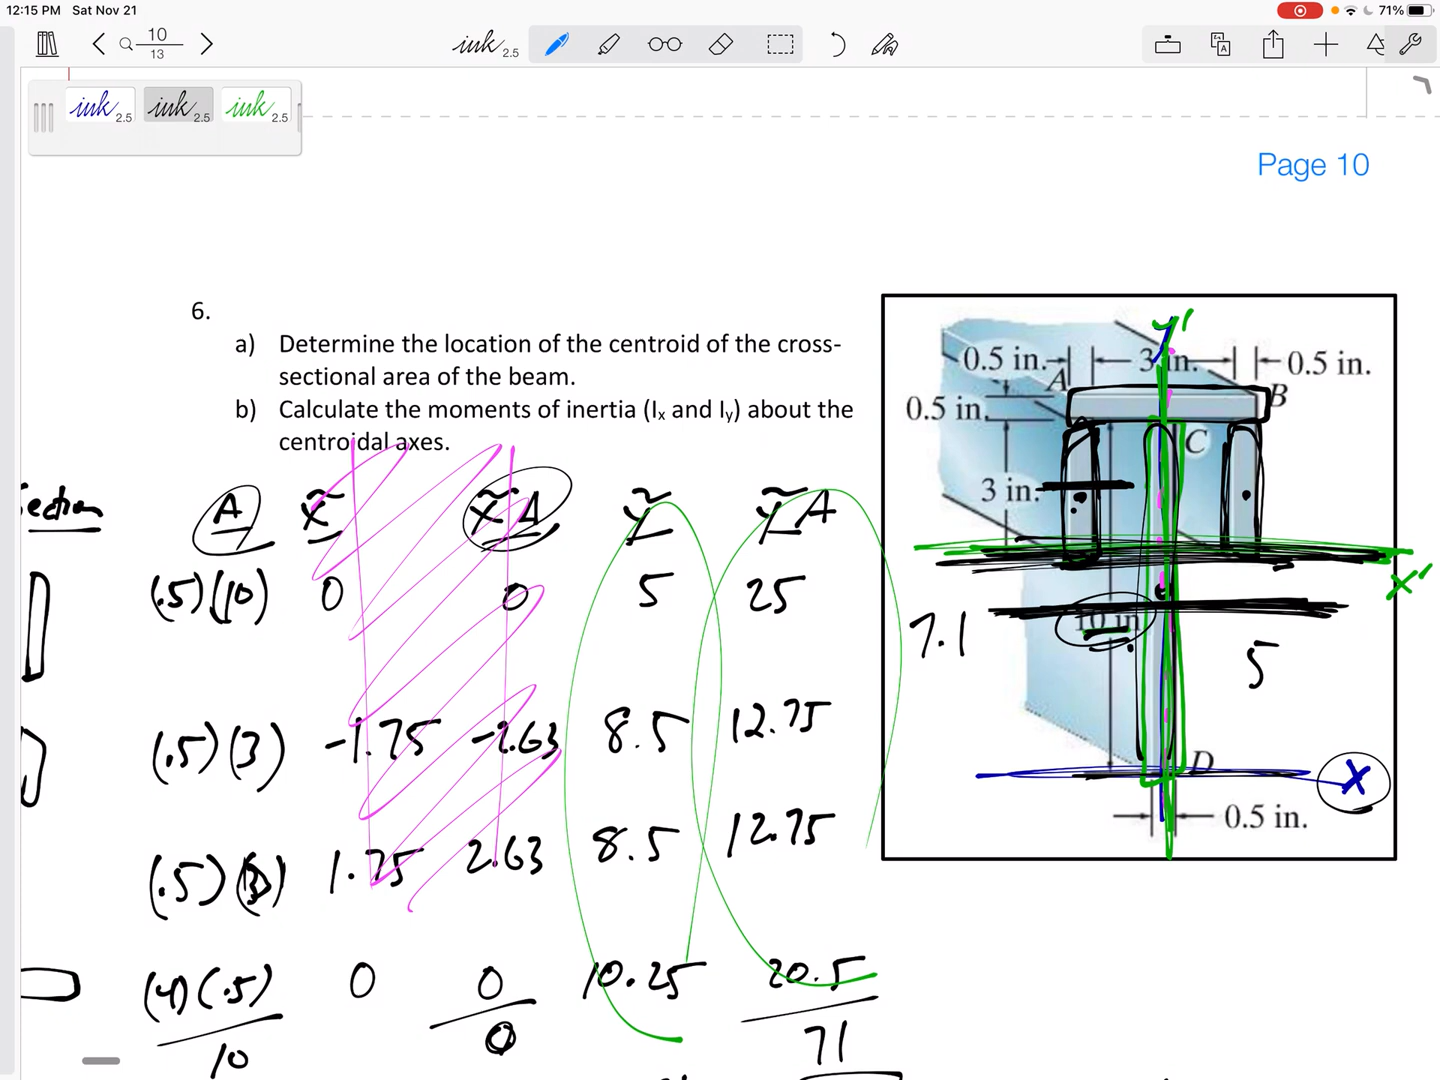 12:15 PM Sat Nov 21
71%
10
13
ink 2.5
ink 2.5
ink 2.5
ink 2.5
Page 10
6.
a) Determine the location of the centroid of the cross-
sectional area of the beam.
b) Calculate the moments of inertia (Ix and Iy) about the
centroidal axes.
0.5 in.
3 in.
0.5 in.
A
B
0.5 in.
C
3 in.
10 in
D
0.5 in.
y'
x'
X
7.1
5
ection A x̃ x̃A ỹ ỹA
(.5)(10) 0 0 5 25
(.5)(3) -1.75 -2.63 8.5 12.75
(.5)(3) 1.75 2.63 8.5 12.75
(4)(.5) 0 0 10.25 20.5
10 0 71